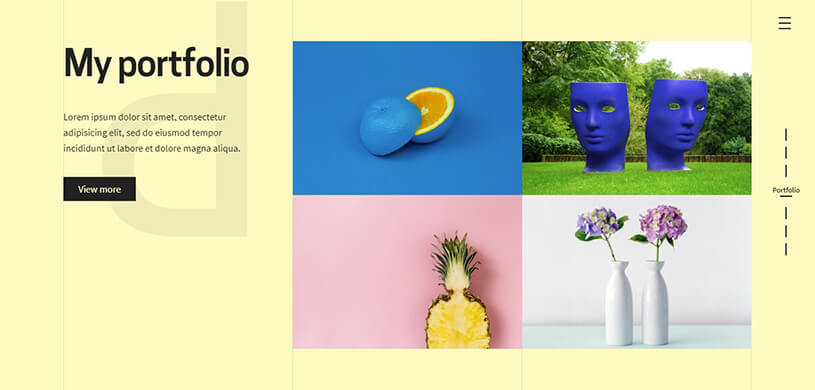 My portfolio
Lorem ipsum dolor sit amet, consectetur
adipisicing elit, sed do eiusmod tempor
incididunt ut labore et dolore magna aliqua.
View more
Portfolio